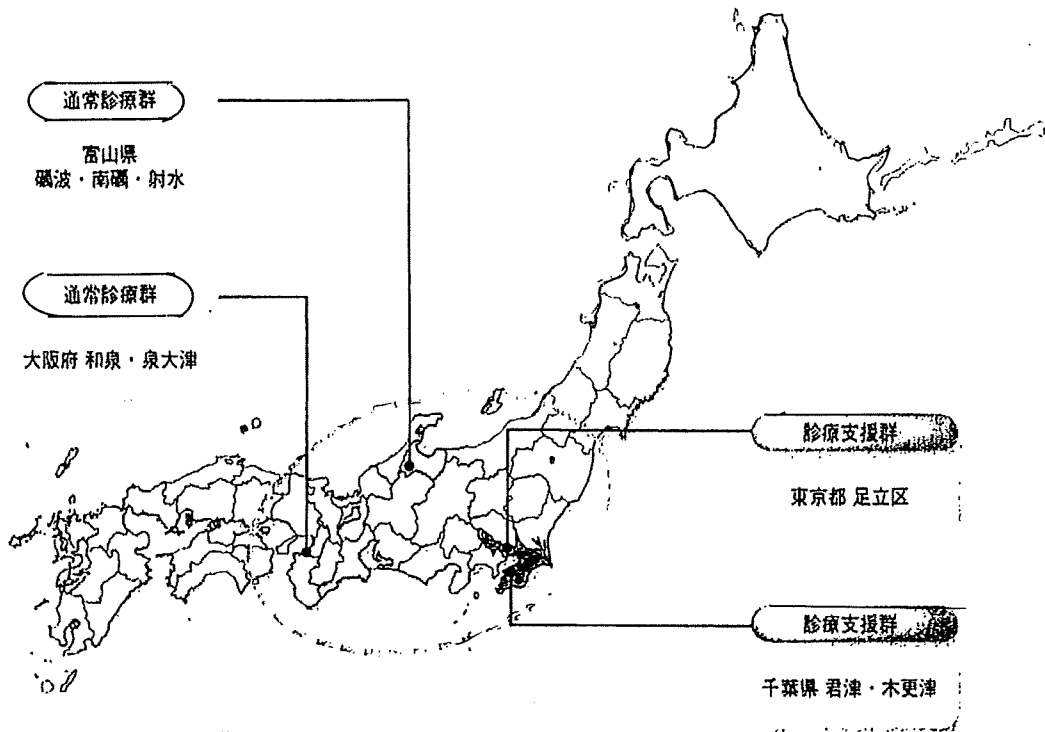 通常診療群
富山県
礪波・南礪・射水
通常診療群
大阪府 和泉・泉大津
診療支援群
東京都 足立区
診療支援群
千葉県 君津・木更津